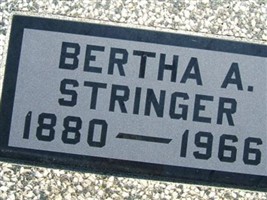 BERTHA A.
STRINGER
1880 — 1966